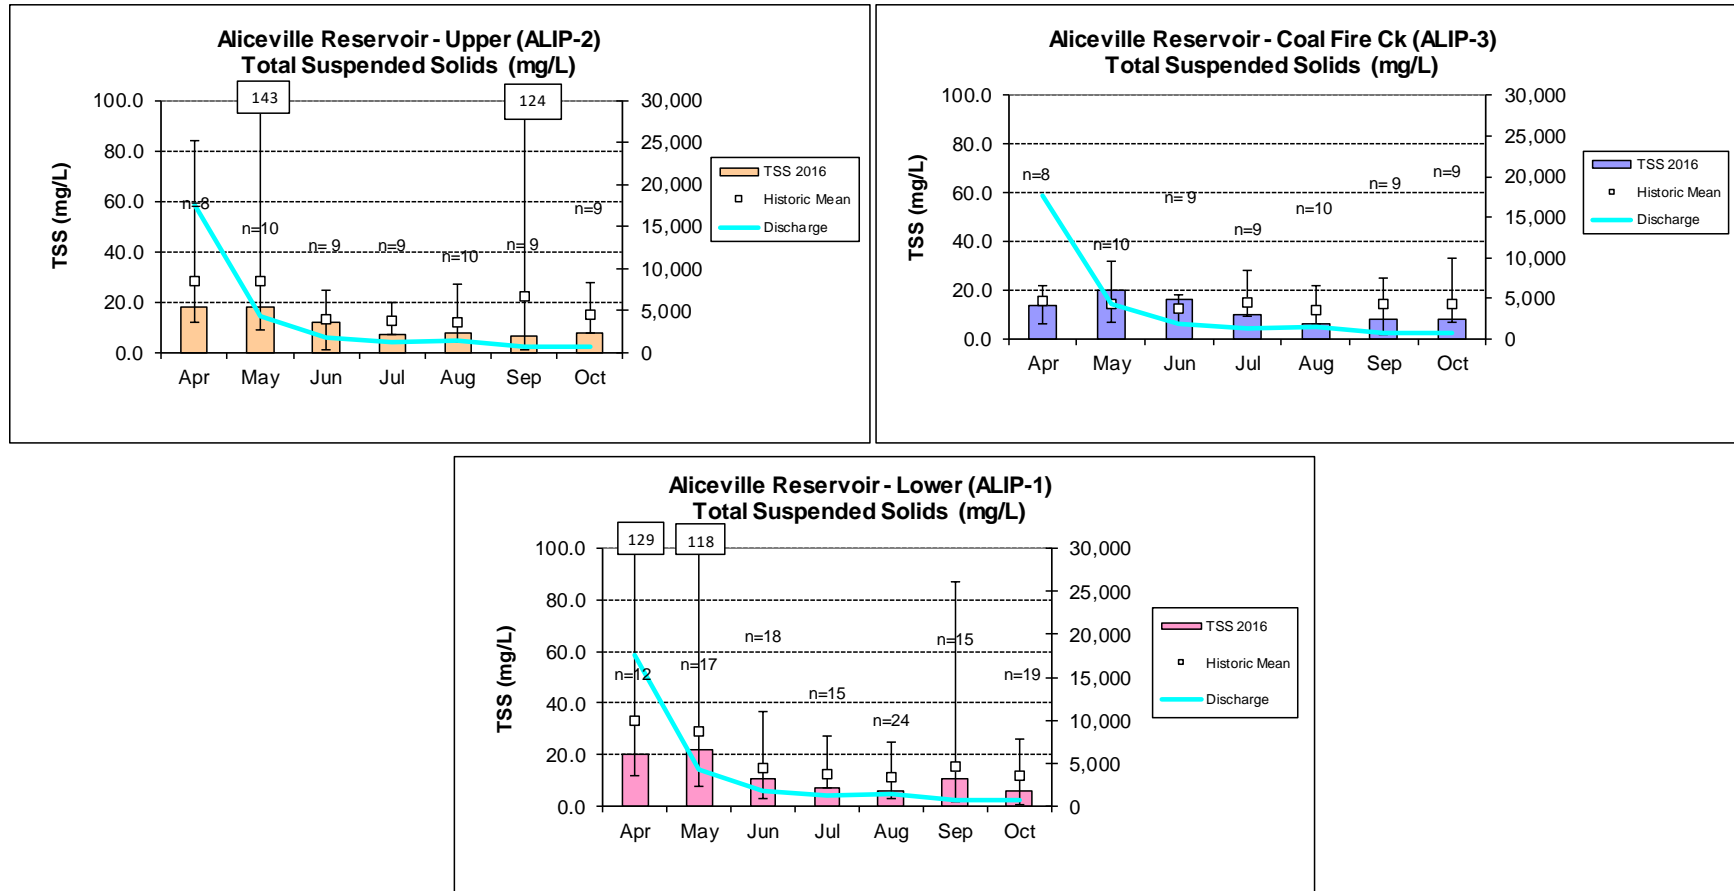 Aliceville Reservoir - Upper (ALIP-2)
Total Suspended Solids (mg/L)
143
124
100.0
80.0
60.0
40.0
20.0
0.0
TSS (mg/L)
30,000
25,000
20,000
15,000
10,000
5,000
0
n=8
n=10
n= 9
n=9
n=10
n= 9
n=9
Apr
May
Jun
Jul
Aug
Sep
Oct
TSS 2016
Historic Mean
Discharge
Aliceville Reservoir - Coal Fire Ck (ALIP-3)
Total Suspended Solids (mg/L)
100.0
80.0
60.0
40.0
20.0
0.0
TSS (mg/L)
30,000
25,000
20,000
15,000
10,000
5,000
0
n=8
n=10
n= 9
n=9
n=10
n= 9
n=9
Apr
May
Jun
Jul
Aug
Sep
Oct
TSS 2016
Historic Mean
Discharge
Aliceville Reservoir - Lower (ALIP-1)
Total Suspended Solids (mg/L)
129
118
100.0
80.0
60.0
40.0
20.0
0.0
TSS (mg/L)
30,000
25,000
20,000
15,000
10,000
5,000
0
n=12
n=17
n=18
n=15
n=24
n=15
n=19
Apr
May
Jun
Jul
Aug
Sep
Oct
TSS 2016
Historic Mean
Discharge